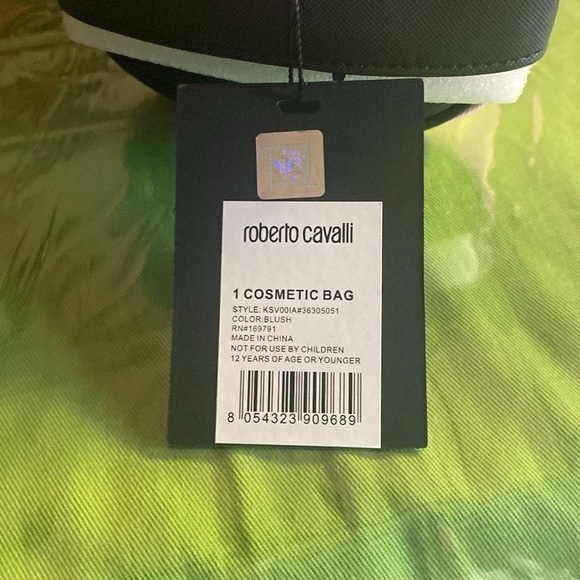 roberto cavalli
1 COSMETIC BAG
STYLE: KSV00IA#36305051
COLOR:BLUSH
RN#169791
MADE IN CHINA
NOT FOR USE BY CHILDREN
12 YEARS OF AGE OR YOUNGER
8 054323 909689